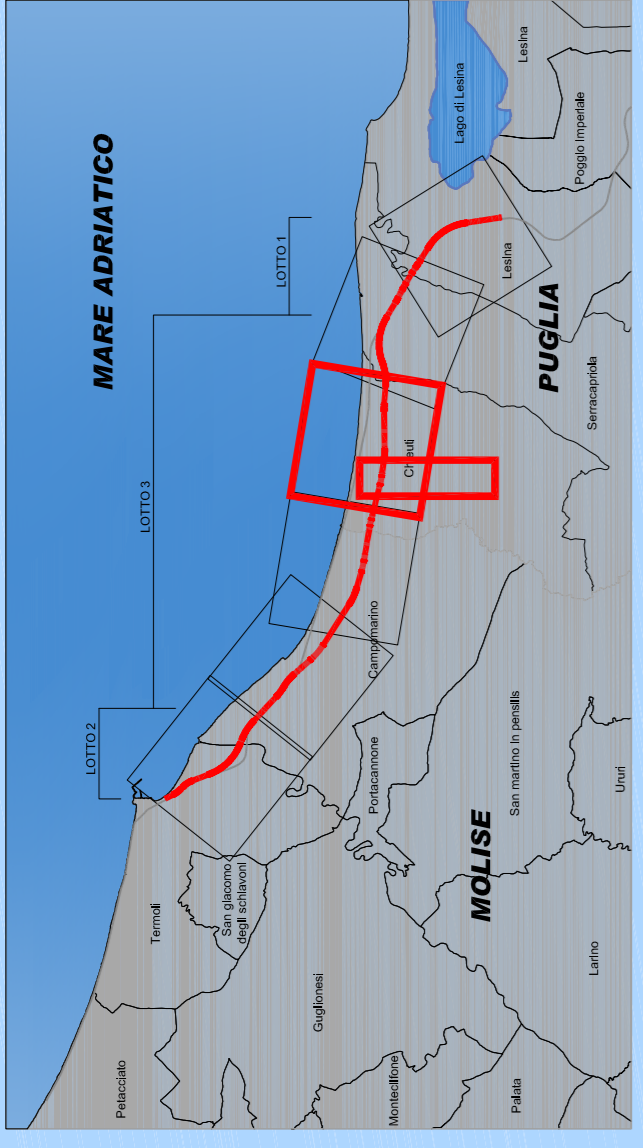 LOTTO 2
MARE ADRIATICO
Petacciato
LOTTO 3
Termoli
San giacomo
degli schiavoni
LOTTO 1
Guglionesi
Portacannone
Campomarino
Montecilfone
Chieuti
Lago di Lesina
MOLISE
Lesina
San martino in pensilis
Palata
Lesina
PUGLIA
Poggio Imperiale
Serracapriola
Larino
Ururi